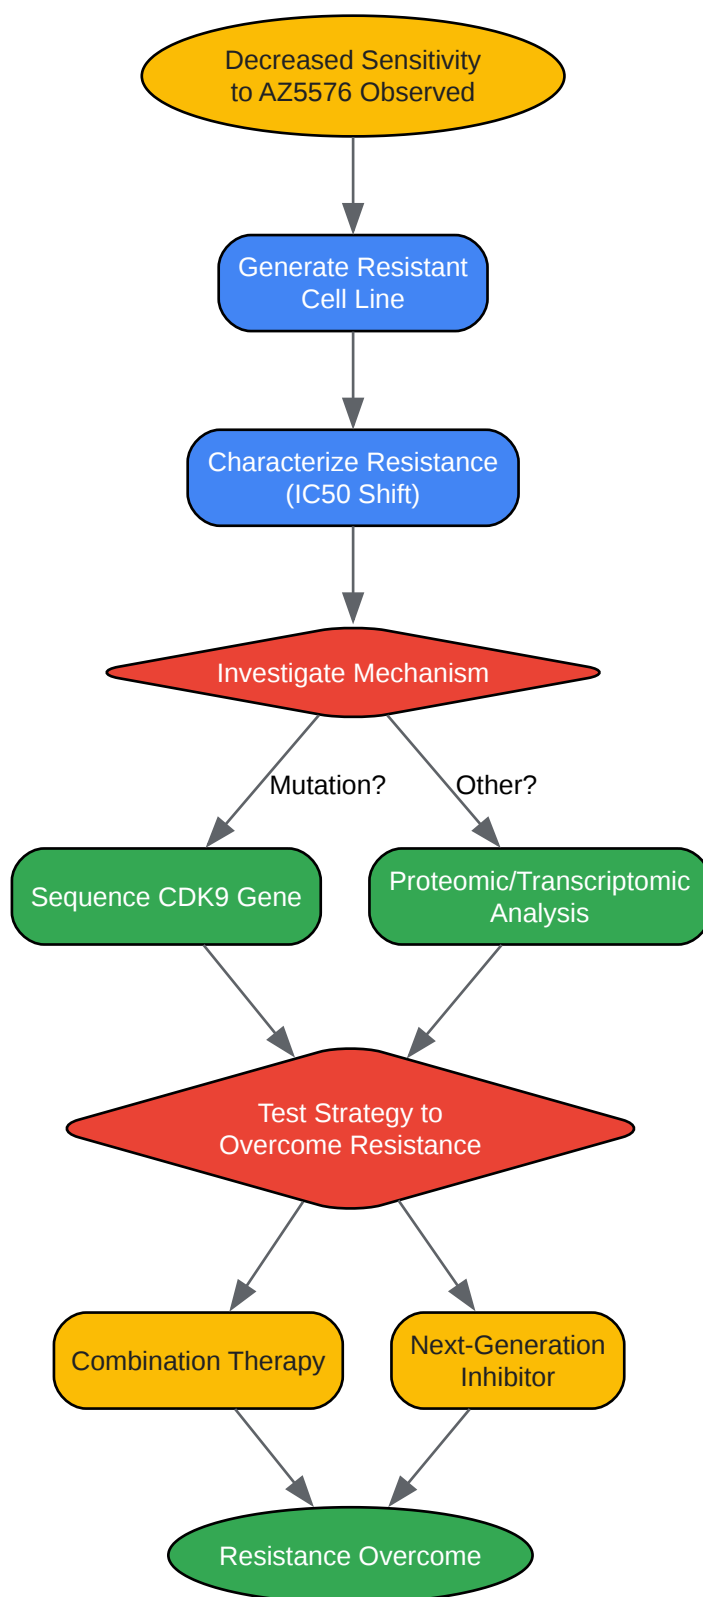 Decreased Sensitivity
to AZ5576 Observed
Generate Resistant
Cell Line
Characterize Resistance
(IC50 Shift)
Investigate Mechanism
Mutation?
Other?
Sequence CDK9 Gene
Proteomic/Transcriptomic
Analysis
Test Strategy to
Overcome Resistance
Combination Therapy
Next-Generation
Inhibitor
Resistance Overcome